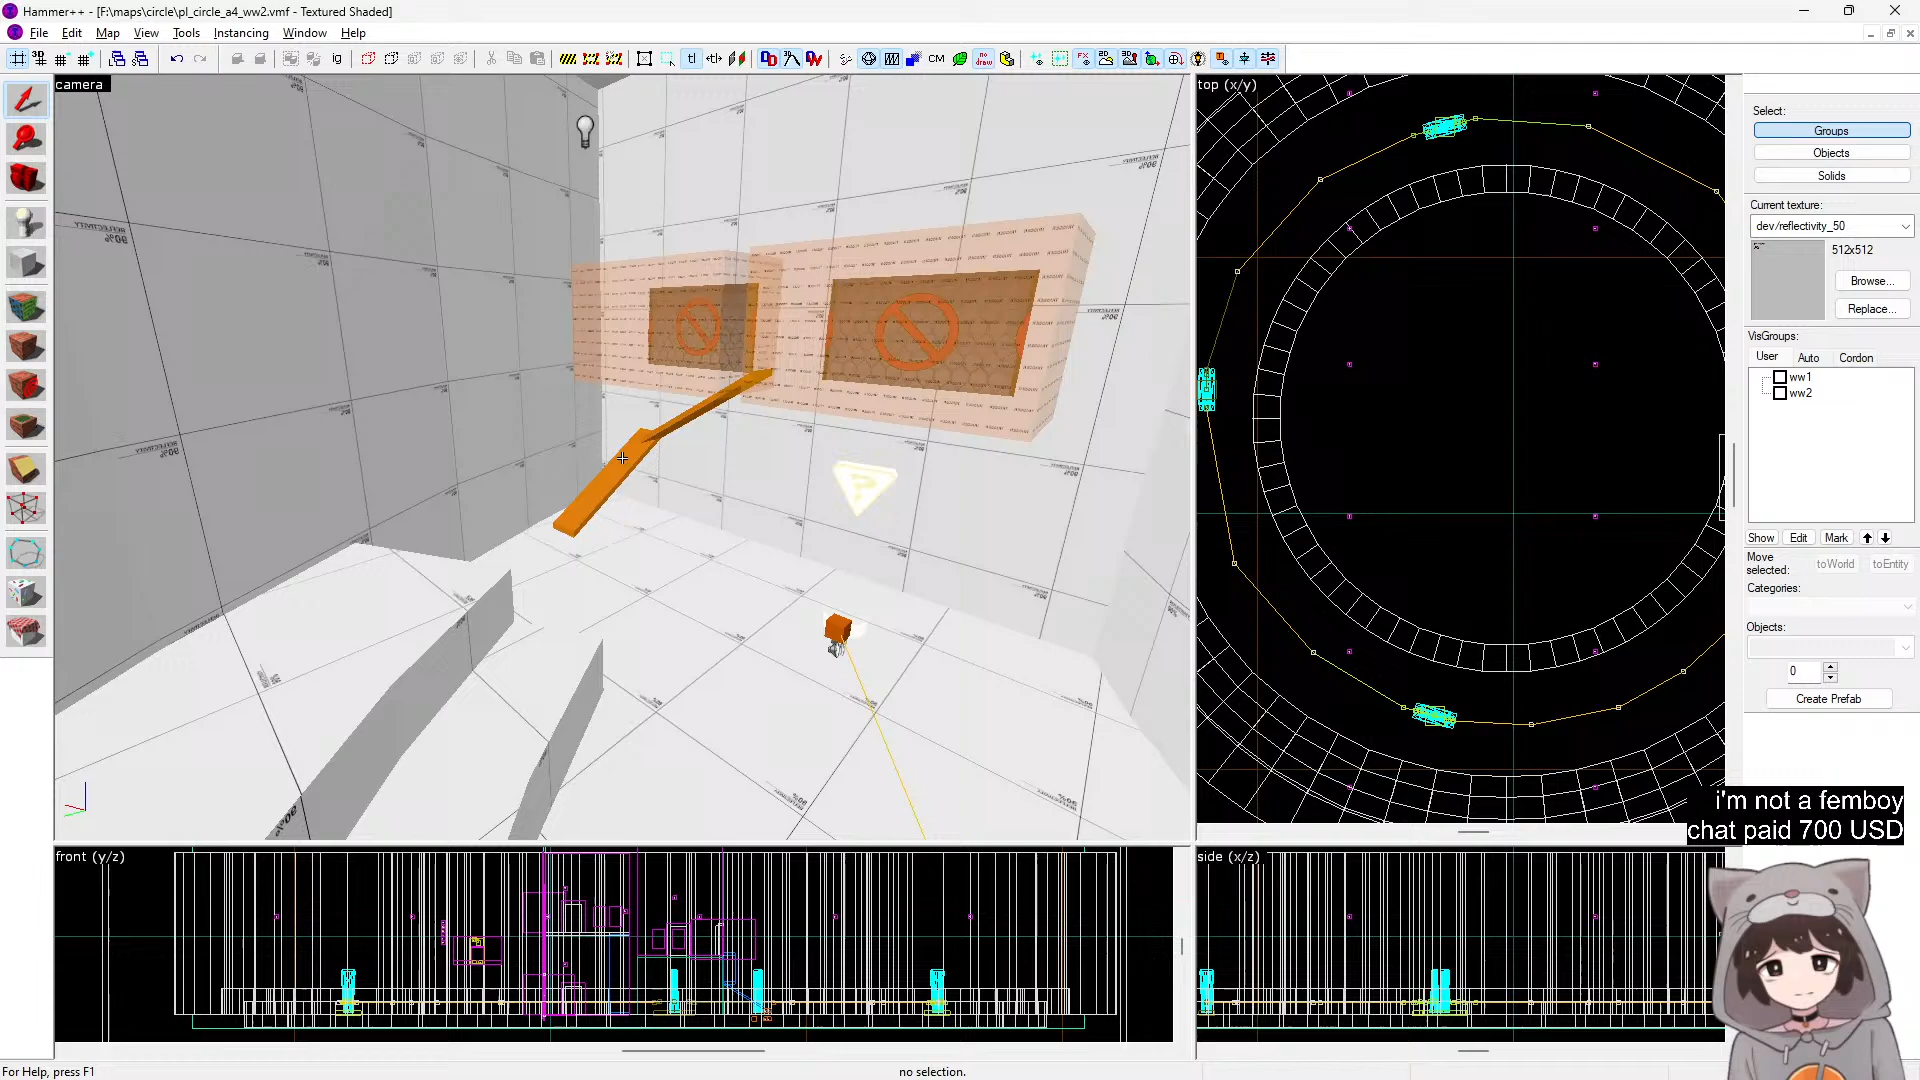 Hammer++ - [F:\maps\circle\pl_circle_a4_ww2.vmf - Textured Shaded]
File Edit Map View Tools Instancing Window Help
camera
top (x/y)
front (y/z)
side (x/z)
Select:
Groups
Objects
Solids
Current texture:
dev/reflectivity_50
512x512
Browse...
Replace...
VisGroups:
User Auto Cordon
ww1
ww2
Show Edit Mark
Move selected:
toWorld toEntity
Categories:
Objects:
0
Create Prefab
i'm not a femboy
chat paid 700 USD
For Help, press F1
no selection.